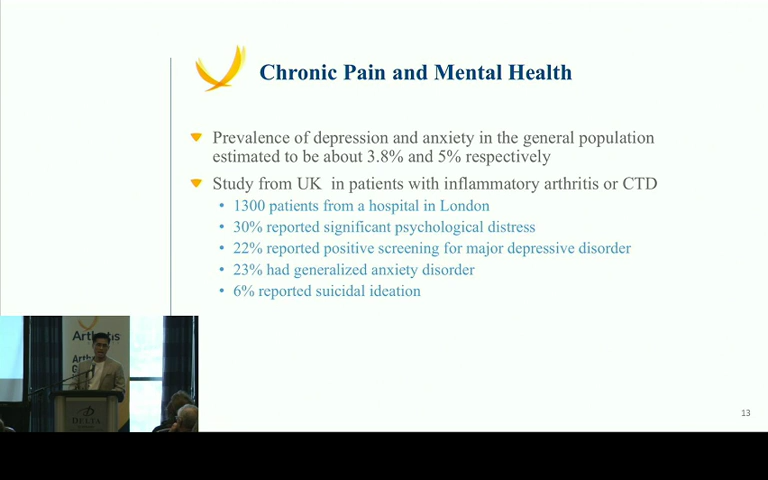 Chronic Pain and Mental Health
Prevalence of depression and anxiety in the general population
estimated to be about 3.8% and 5% respectively
Study from UK in patients with inflammatory arthritis or CTD
• 1300 patients from a hospital in London
• 30% reported significant psychological distress
• 22% reported positive screening for major depressive disorder
• 23% had generalized anxiety disorder
• 6% reported suicidal ideation
DELTA
13